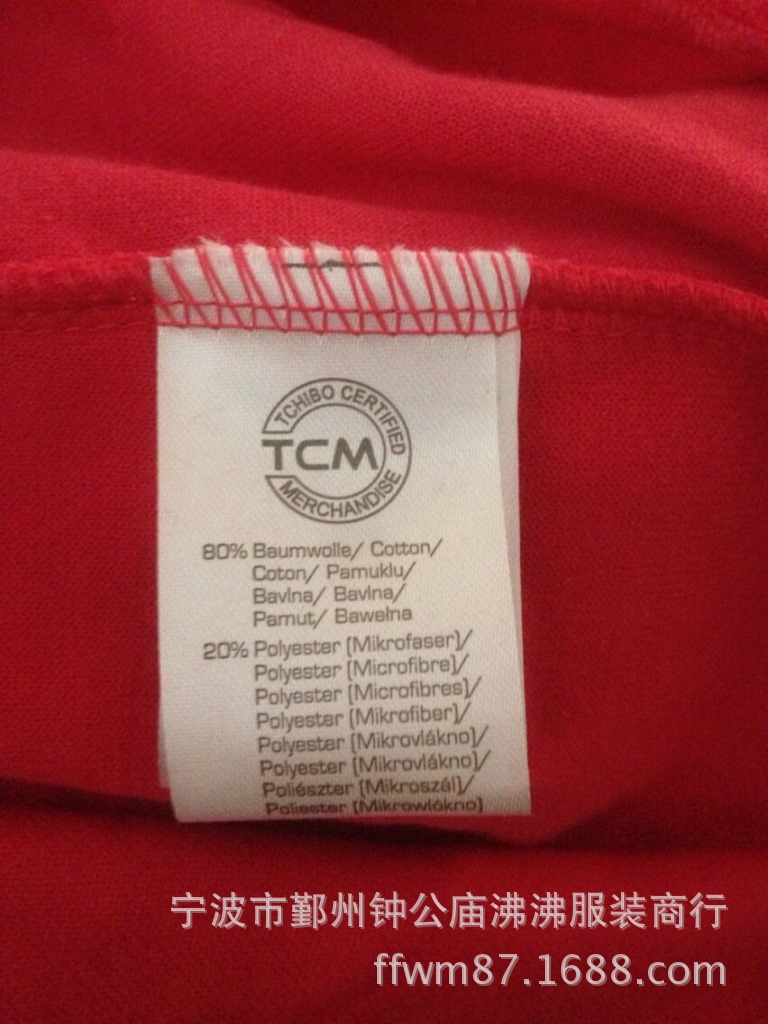 TCHIBO CERTIFIED
TCM
MERCHANDISE
80% Baumwolle/ Cotton/
Coton/ Pamuklu/
Bavlna/ Bavlna/
Pamut/ Bawełna
20% Polyester (Mikrofaser)/
Polyester (Microfibre)/
Polyester (Microfibres)/
Polyester (Mikrofiber)/
Polyester (Mikrovlákno)/
Polyester (Mikrovlákno)/
Poliészter (Mikroszál)/
Poliester (Mikrowlókno)
宁波市鄞州钟公庙沸沸服装商行
ffwm87.1688.com